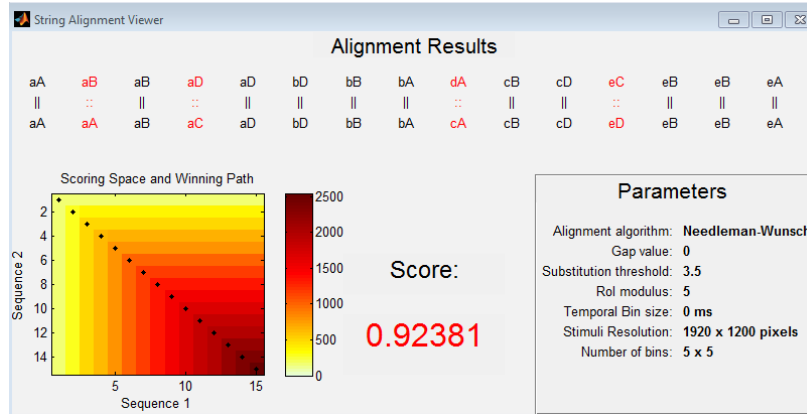 String Alignment Viewer
Alignment Results
aA aB aB aD aD bD bB bA dA cB cD eC eB eB eA
|| :: || :: || || || || :: || || :: || || ||
aA aA aB aC aD bD bB bA cA cB cD eD eB eB eA
Scoring Space and Winning Path
Sequence 2
2
4
6
8
10
12
14
5 10 15
Sequence 1
2500
2000
1500
1000
500
0
Score:
0.92381
Parameters
Alignment algorithm: Needleman-Wunsch
Gap value: 0
Substitution threshold: 3.5
RoI modulus: 5
Temporal Bin size: 0 ms
Stimuli Resolution: 1920 x 1200 pixels
Number of bins: 5 x 5